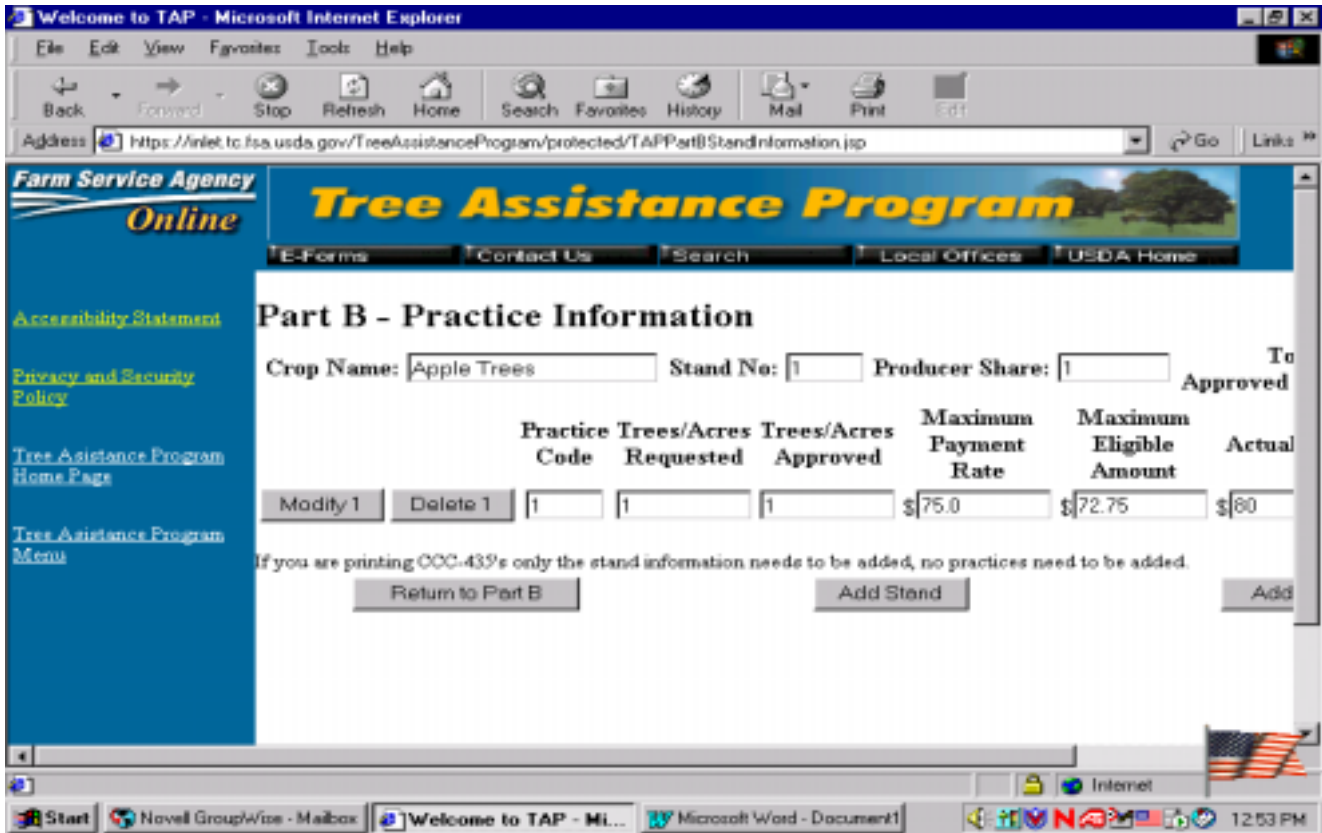 Welcome to TAP - Microsoft Internet Explorer
File Edit View Favorites Tools Help
Back Forward Stop Refresh Home Search Favorites History Mail Print Edit
Address https://inlet.tc.fsa.usda.gov/TreeAssistanceProgram/protected/TAPPartBStandInformation.jsp Go Links »
Farm Service Agency
Online
Tree Assistance Program
E-Forms Contact Us Search Local Offices USDA Home
Accessibility Statement
Privacy and Security
Policy
Tree Asistance Program
Home Page
Tree Asistance Program
Menu
Part B - Practice Information
Crop Name: Apple Trees Stand No: 1 Producer Share: 1 To
Approved
Practice Code Trees/Acres Requested Trees/Acres Approved Maximum Payment Rate Maximum Eligible Amount Actual
Modify 1 Delete 1 1 1 1 $ 75.0 $ 72.75 $ 80
If you are printing CCC-435's only the stand information needs to be added, no practices need to be added.
Return to Part B Add Stand Add
Internet
Start Novell GroupWise - Mailbox Welcome to TAP - Mi... Microsoft Word - Document1 12:53 PM